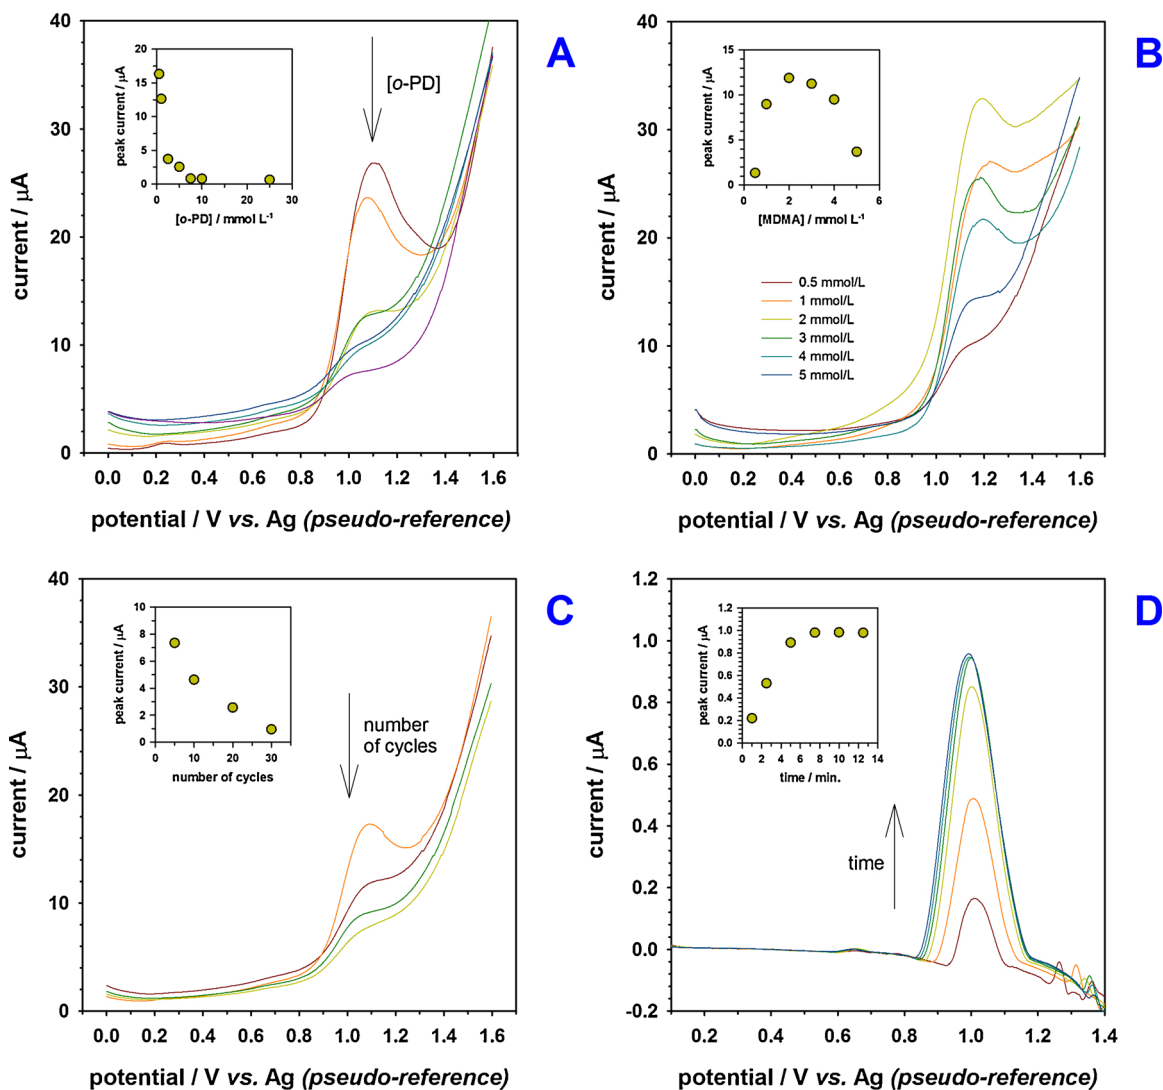 A
40
30
20
10
0
current / µA
0.0 0.2 0.4 0.6 0.8 1.0 1.2 1.4 1.6
potential / V vs. Ag (pseudo-reference)
[o-PD]
20
15
10
5
0
peak current / µA
0 10 20 30
[o-PD] / mmol L-1
B
40
30
20
10
0
current / µA
0.0 0.2 0.4 0.6 0.8 1.0 1.2 1.4 1.6
potential / V vs. Ag (pseudo-reference)
15
12
9
6
3
0
peak current / µA
0 2 4 6
[MDMA] / mmol L-1
0.5 mmol/L
1 mmol/L
2 mmol/L
3 mmol/L
4 mmol/L
5 mmol/L
C
40
30
20
10
0
current / µA
0.0 0.2 0.4 0.6 0.8 1.0 1.2 1.4 1.6
potential / V vs. Ag (pseudo-reference)
number
of cycles
10
8
6
4
2
0
peak current / µA
0 10 20 30
number of cycles
D
1.2
1.0
0.8
0.6
0.4
0.2
0.0
-0.2
current / µA
0.2 0.4 0.6 0.8 1.0 1.2 1.4
potential / V vs. Ag (pseudo-reference)
time
1.2
1.0
0.8
0.6
0.4
0.2
0.0
peak current / µA
0 2 4 6 8 10 12 14
time / min.